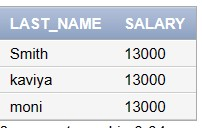 LAST_NAME SALARY
Smith 13000
kaviya 13000
moni 13000